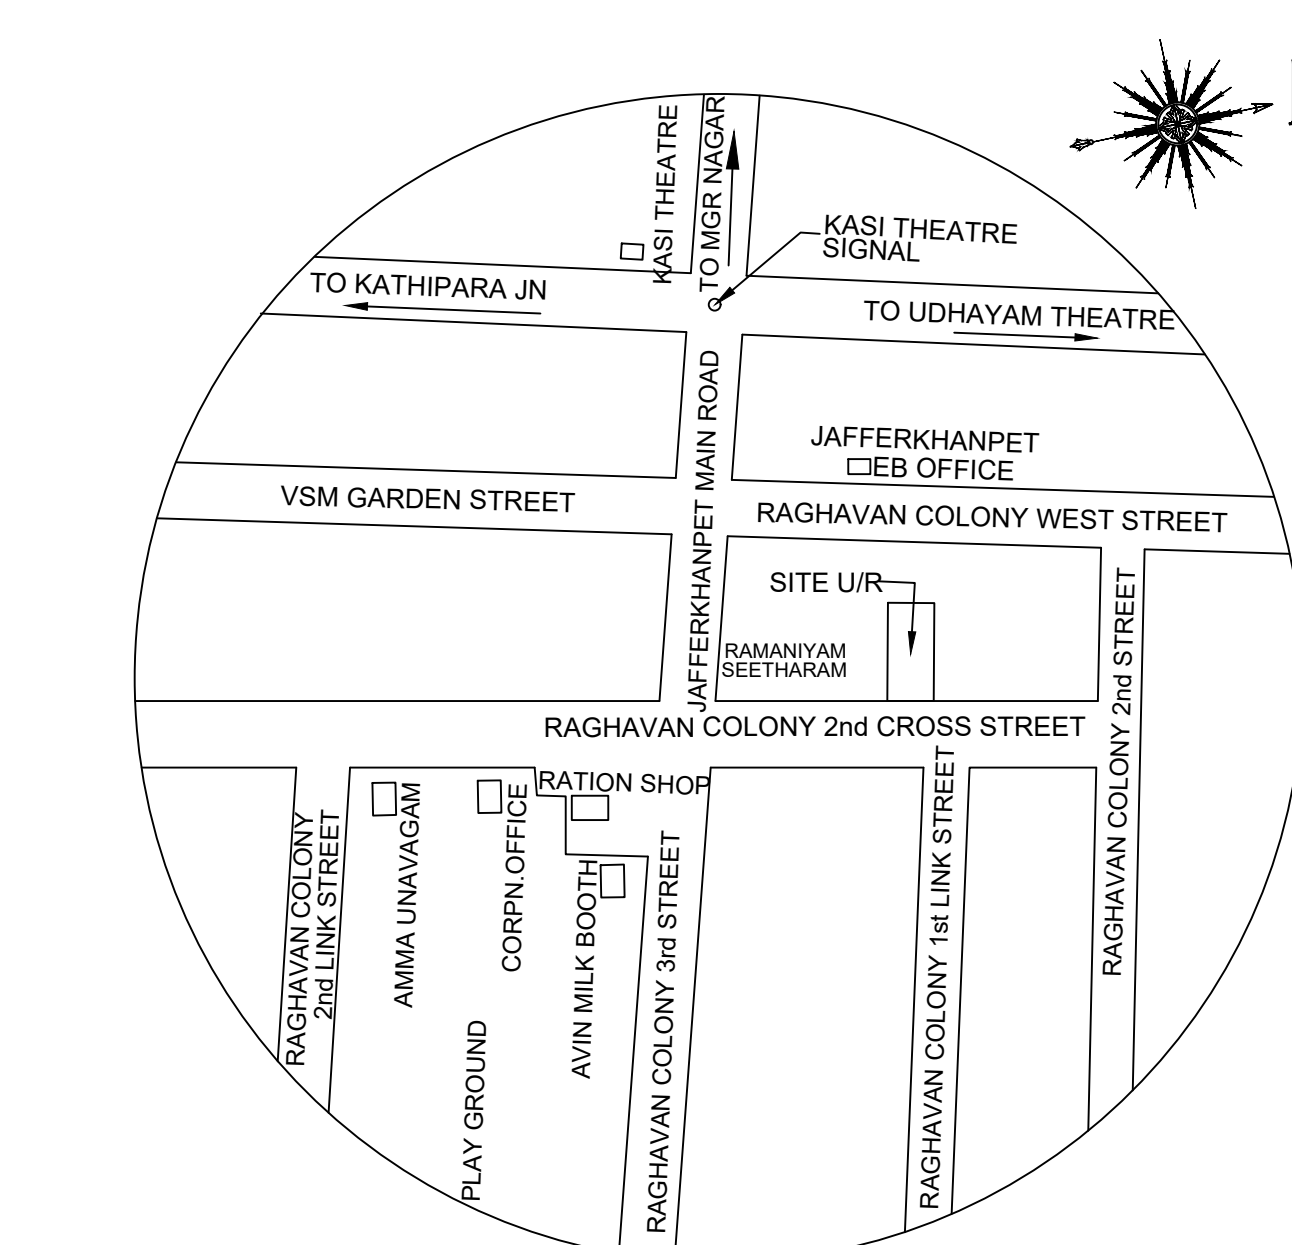 KASI THEATRE
TO MGR NAGAR
KASI THEATRE
SIGNAL
TO KATHIPARA JN
TO UDHAYAM THEATRE
JAFFERKHANPET MAIN ROAD
JAFFERKHANPET
EB OFFICE
VSM GARDEN STREET
RAGHAVAN COLONY WEST STREET
SITE U/R
RAMANIYAM
SEETHARAM
RAGHAVAN COLONY 2nd STREET
RAGHAVAN COLONY 2nd CROSS STREET
RATION SHOP
RAGHAVAN COLONY
2nd LINK STREET
AMMA UNAVAGAM
CORPN.OFFICE
PLAY GROUND
AVIN MILK BOOTH
RAGHAVAN COLONY 3rd STREET
RAGHAVAN COLONY 1st LINK STREET